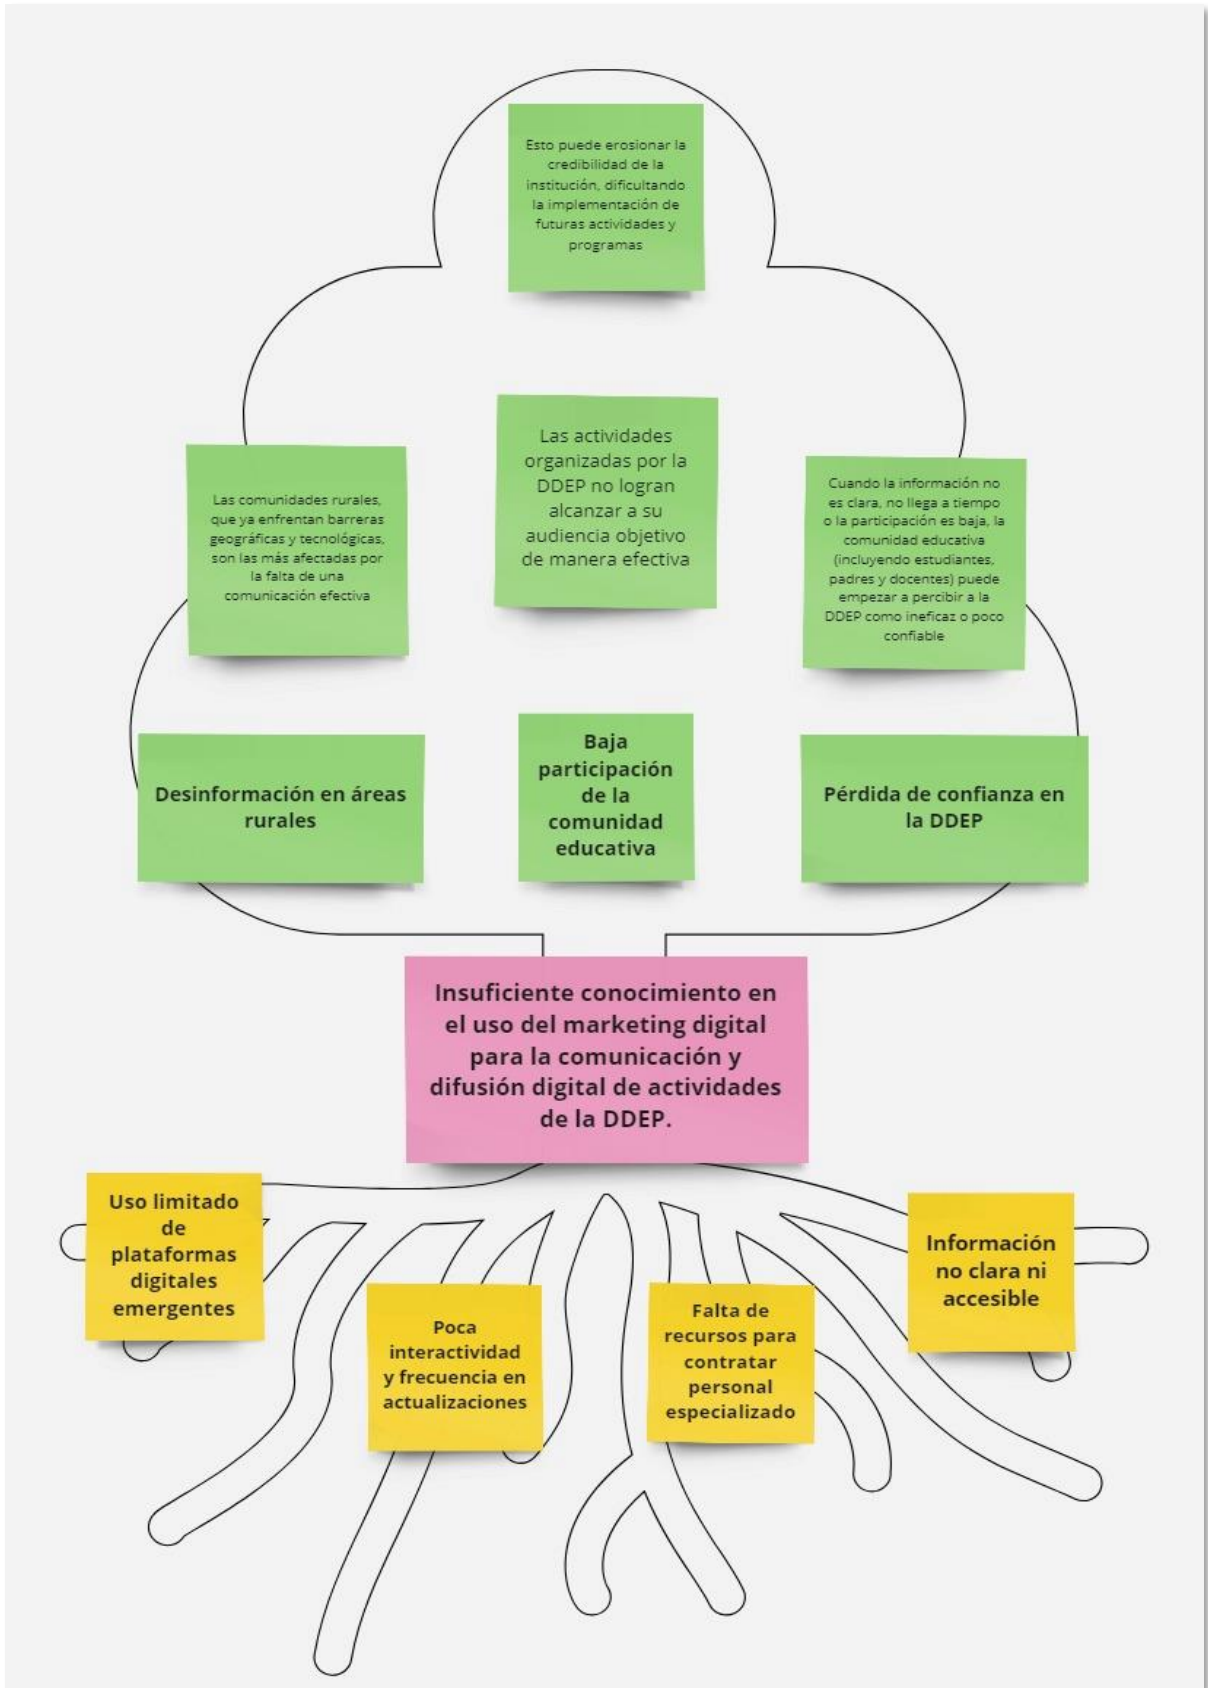 Esto puede erosionar la
credibilidad de la
institución, dificultando
la implementación de
futuras actividades y
programas
Las comunidades rurales,
que ya enfrentan barreras
geográficas y tecnológicas,
son las más afectadas por
la falta de una
comunicación efectiva
Las actividades
organizadas por la
DDEP no logran
alcanzar a su
audiencia objetivo
de manera efectiva
Cuando la información no
es clara, no llega a tiempo
o la participación es baja, la
comunidad educativa
(incluyendo estudiantes,
padres y docentes) puede
empezar a percibir a la
DDEP como ineficaz o poco
confiable
Desinformación en áreas
rurales
Baja
participación
de la
comunidad
educativa
Pérdida de confianza en
la DDEP
Insuficiente conocimiento en
el uso del marketing digital
para la comunicación y
difusión digital de actividades
de la DDEP.
Uso limitado
de
plataformas
digitales
emergentes
Poca
interactividad
y frecuencia en
actualizaciones
Falta de
recursos para
contratar
personal
especializado
Información
no clara ni
accesible